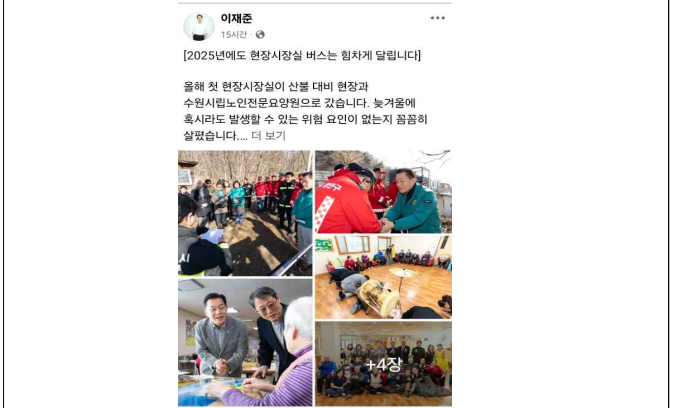 이재준
15시간 ·
[2025년에도 현장시장실 버스는 힘차게 달립니다]
올해 첫 현장시장실이 산불 대비 현장과
수원시립노인전문요양원으로 갔습니다. 늦겨울에
혹시라도 발생할 수 있는 위험 요인이 없는지 꼼꼼히
살폈습니다.... 더 보기
+4장